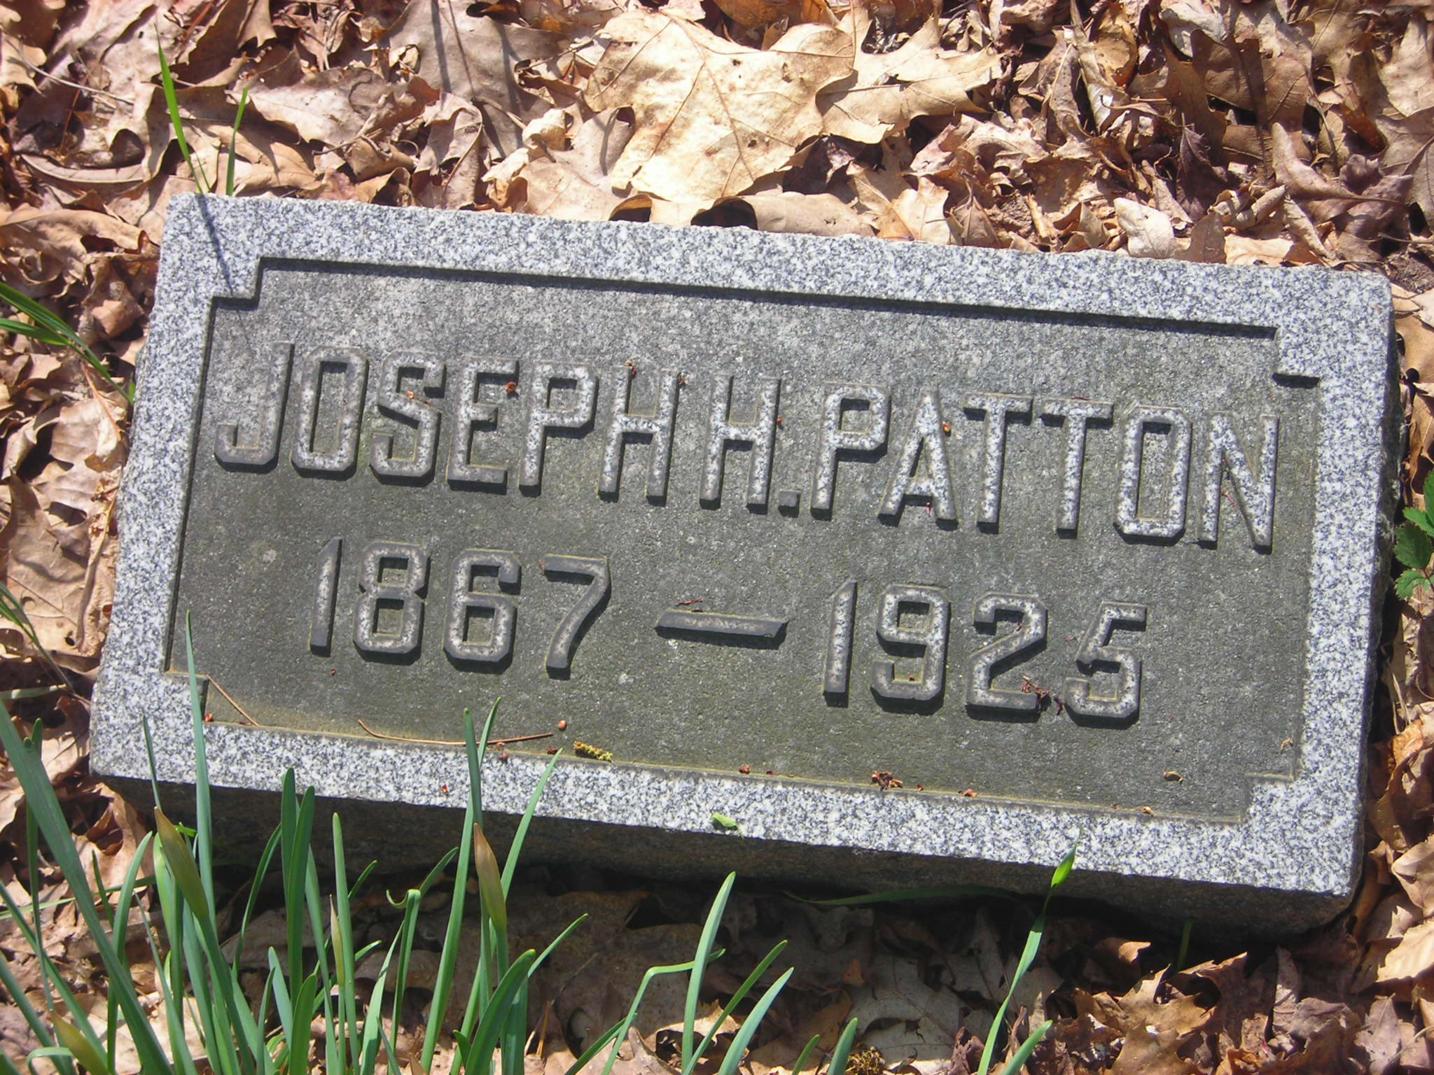 JOSEPH H. PATTON
1867 — 1925